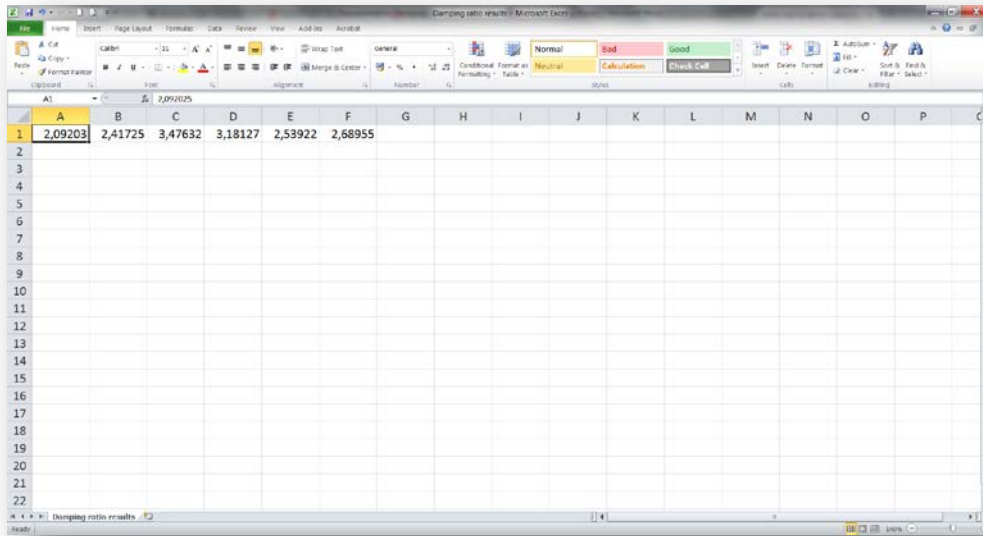 Damping ratio results - Microsoft Excel
File Home Insert Page Layout Formulas Data Review View Add-Ins Acrobat
Cut Calibri 11 Wrap Text General Normal Bad Good AutoSum
Paste Copy Conditional Format as Neutral Calculation Check Cell Insert Delete Format Fill Sort & Find &
Format Painter Merge & Center Formatting Table Clear Filter Select
Clipboard Font Alignment Number Styles Cells Editing
A1 2,092025
A B C D E F G H I J K L M N O P
1 2,09203 2,41725 3,47632 3,18127 2,53922 2,68955
2
3
4
5
6
7
8
9
10
11
12
13
14
15
16
17
18
19
20
21
22
Damping ratio results
Ready 140%